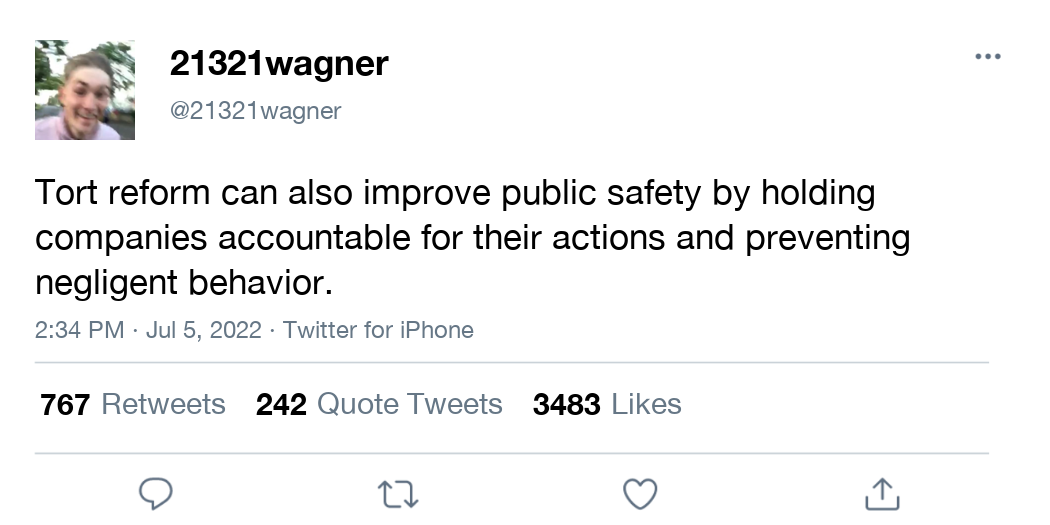 21321wagner
@21321wagner
Tort reform can also improve public safety by holding
companies accountable for their actions and preventing
negligent behavior.
2:34 PM · Jul 5, 2022 · Twitter for iPhone
767 Retweets 242 Quote Tweets 3483 Likes